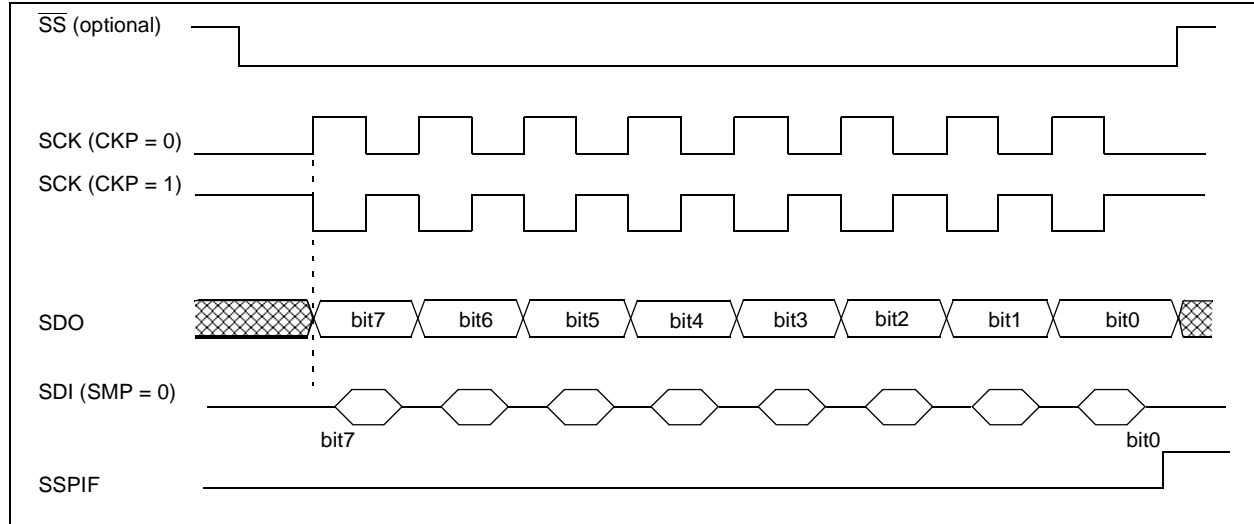 S̅S̅ (optional)
SCK (CKP = 0)
SCK (CKP = 1)
SDO
bit7 bit6 bit5 bit4 bit3 bit2 bit1 bit0
SDI (SMP = 0)
bit7 bit0
SSPIF